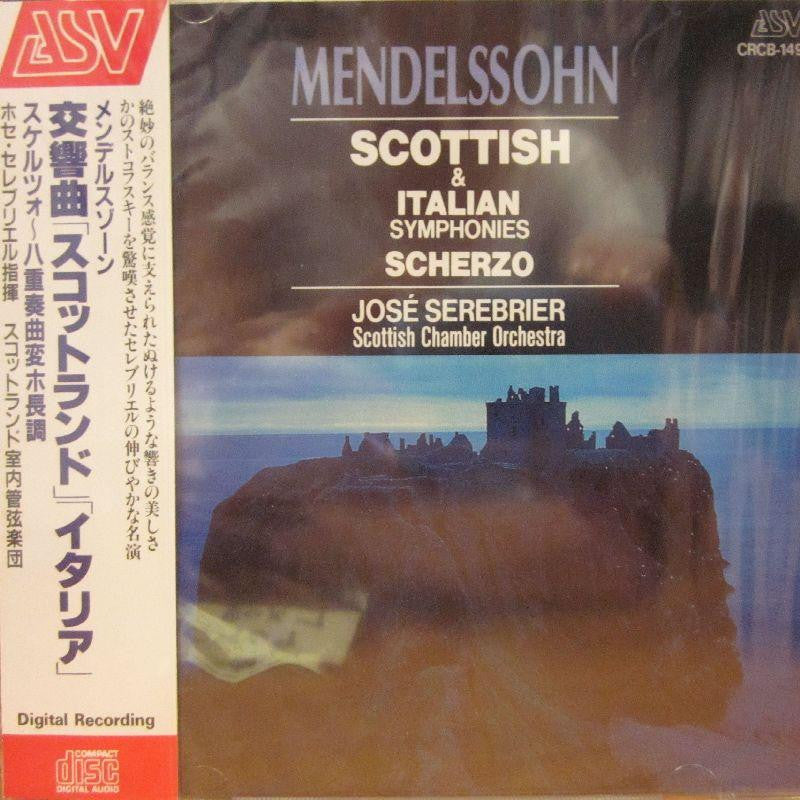 ASV
メンデルスゾーン
交響曲「スコットランド」「イタリア」
スケルツォ〜八重奏曲変ホ長調
ホセ・セレブリエル指揮 スコットランド室内管弦楽団
絶妙のバランス感覚に支えられたぬけるような響きの美しさ
かのストコフスキーを驚嘆させたセレブリエルの伸びやかな名演
Digital Recording
COMPACT
disc
DIGITAL AUDIO
ASV
CRCB-149
MENDELSSOHN
SCOTTISH
&
ITALIAN
SYMPHONIES
SCHERZO
JOSÉ SEREBRIER
Scottish Chamber Orchestra